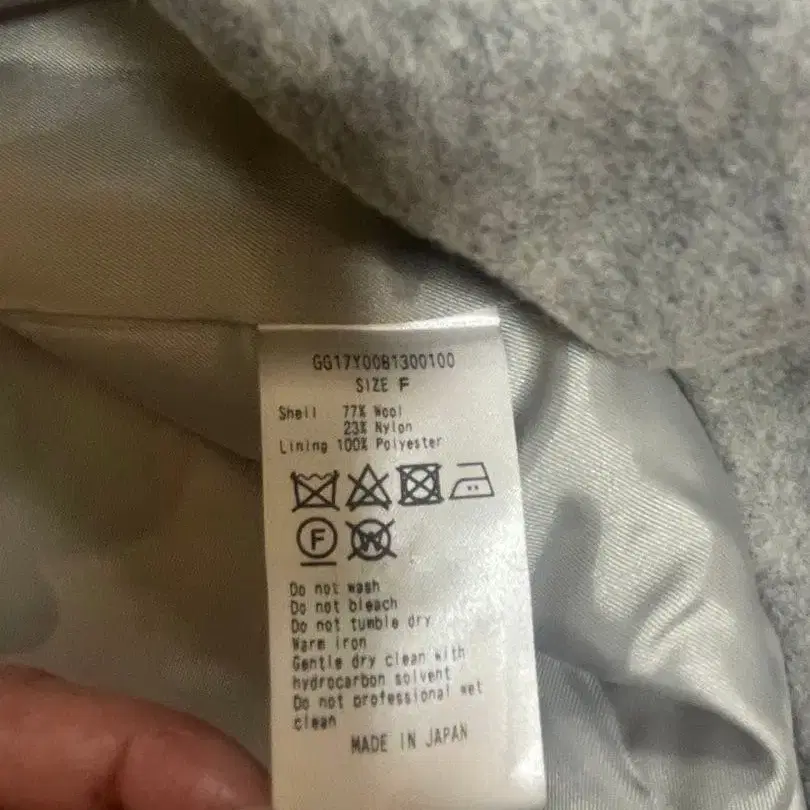 GG17Y00B1300100
SIZE F
Shell 77% Wool
23% Nylon
Lining 100% Polyester
F W
Do not wash
Do not bleach
Do not tumble dry
Warm iron
Gentle dry clean with
hydrocarbon solvent
Do not professional wet
clean
MADE IN JAPAN